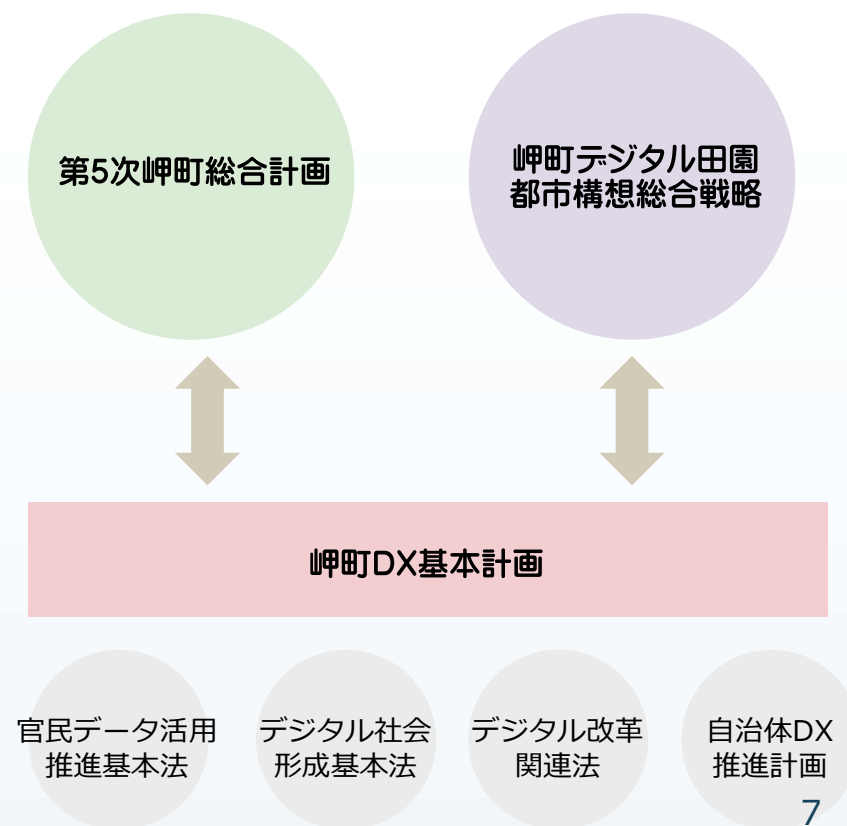 第5次岬町総合計画
岬町デジタル田園
都市構想総合戦略
岬町DX基本計画
官民データ活用
推進基本法
デジタル社会
形成基本法
デジタル改革
関連法
自治体DX
推進計画
7